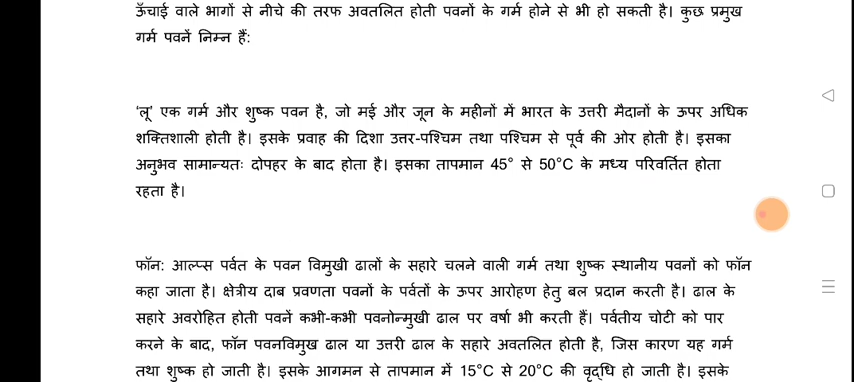 ऊँचाई वाले भागों से नीचे की तरफ अवतलित होती पवनों के गर्म होने से भी हो सकती है। कुछ प्रमुख
गर्म पवनें निम्न हैं:
'लू' एक गर्म और शुष्क पवन है, जो मई और जून के महीनों में भारत के उत्तरी मैदानों के ऊपर अधिक
शक्तिशाली होती है। इसके प्रवाह की दिशा उत्तर-पश्चिम तथा पश्चिम से पूर्व की ओर होती है। इसका
अनुभव सामान्यतः दोपहर के बाद होता है। इसका तापमान 45° से 50°C के मध्य परिवर्तित होता
रहता है।
फॉन: आल्प्स पर्वत के पवन विमुखी ढालों के सहारे चलने वाली गर्म तथा शुष्क स्थानीय पवनों को फॉन
कहा जाता है। क्षेत्रीय दाब प्रवणता पवनों के पर्वतों के ऊपर आरोहण हेतु बल प्रदान करती है। ढाल के
सहारे अवरोहित होती पवनें कभी-कभी पवनोन्मुखी ढाल पर वर्षा भी करती हैं। पर्वतीय चोटी को पार
करने के बाद, फॉन पवनविमुख ढाल या उत्तरी ढाल के सहारे अवतलित होती है, जिस कारण यह गर्म
तथा शुष्क हो जाती है। इसके आगमन से तापमान में 15°C से 20°C की वृद्धि हो जाती है। इसके